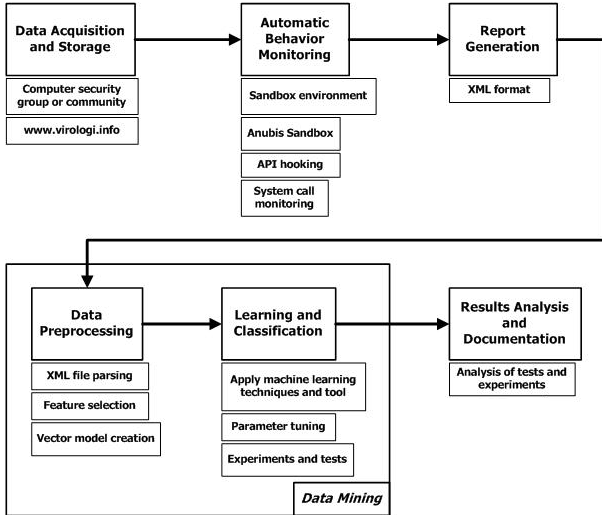 Data Acquisition
and Storage
Computer security
group or community
www.virologi.info
Automatic
Behavior
Monitoring
Sandbox environment
Anubis Sandbox
API hooking
System call
monitoring
Report
Generation
XML format
Data
Preprocessing
XML file parsing
Feature selection
Vector model creation
Learning and
Classification
Apply machine learning
techniques and tool
Parameter tuning
Experiments and tests
Data Mining
Results Analysis
and
Documentation
Analysis of tests and
experiments